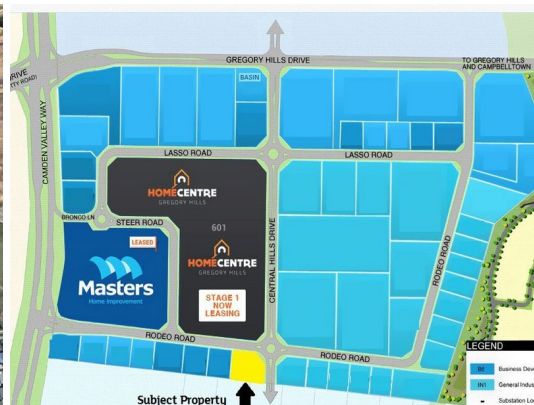 GREGORY HILLS DRIVE
TO GREGORY HILLS
AND CAMPBELLTOWN
DRIVE
CAMDEN VALLEY WAY
BASIN
LASSO ROAD
LASSO ROAD
HOMECENTRE
GREGORY HILLS
BRONGO LN
STEER ROAD
601
LEASED
HOMECENTRE
GREGORY HILLS
CENTRAL HILLS DRIVE
RODEO ROAD
Masters
Home Improvement
STAGE 1
NOW
LEASING
RODEO ROAD
RODEO ROAD
LEGEND
B5 Business Dev
IN1 General Indus
Substation Lo
Subject Property